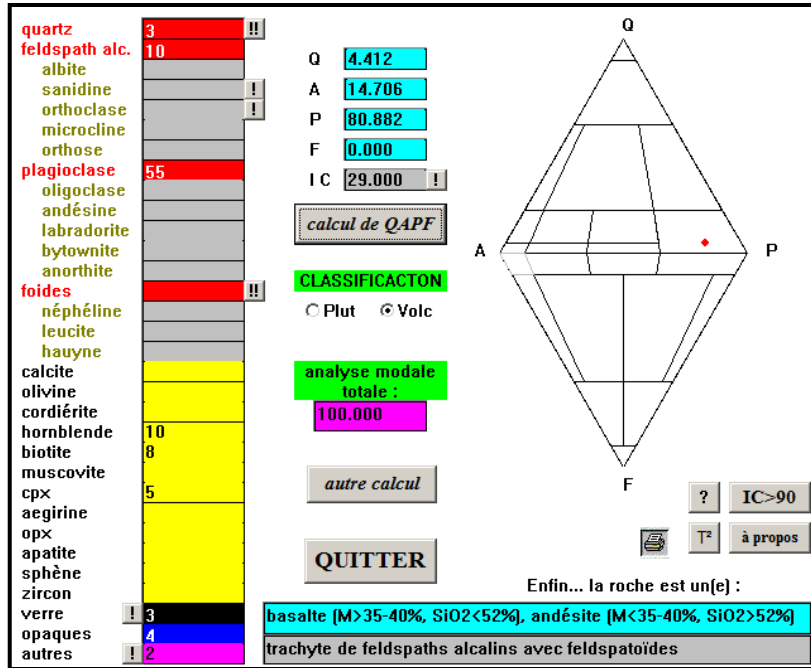 quartz 3 !!
feldspath alc. 10
albite
sanidine !
orthoclase !
microcline
orthose
plagioclase 55
oligoclase
andésine
labradorite
bytownite
anorthite
foides !!
néphéline
leucite
hauyne
calcite
olivine
cordiérite
hornblende 10
biotite 8
muscovite
cpx 5
aegirine
opx
apatite
sphène
zircon
verre ! 3
opaques 4
autres ! 2
Q 4.412
A 14.706
P 80.882
F 0.000
I C 29.000 !
calcul de QAPF
CLASSIFICACTON
Plut Volc
analyse modale
totale :
100.000
autre calcul
QUITTER
Q
A
P
F
? IC>90
T² à propos
Enfin... la roche est un(e) :
basalte (M>35-40%, SiO2<52%), andésite (M<35-40%, SiO2>52%)
trachyte de feldspaths alcalins avec feldspatoïdes